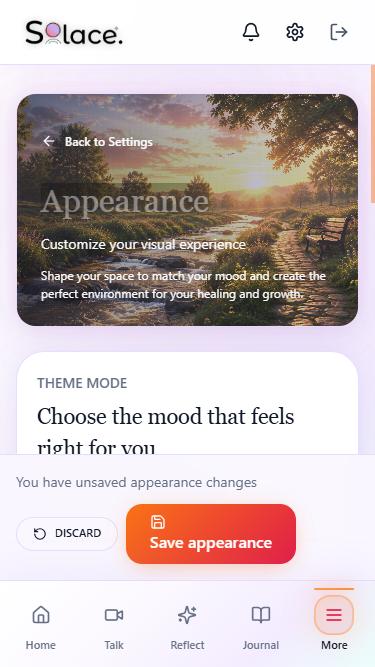 Solace.
Back to Settings
Appearance
Customize your visual experience
Shape your space to match your mood and create the
perfect environment for your healing and growth.
THEME MODE
Choose the mood that feels
right for you
You have unsaved appearance changes
DISCARD
Save appearance
Home
Talk
Reflect
Journal
More